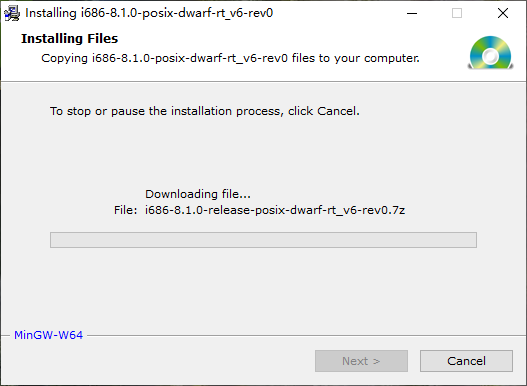 Installing i686-8.1.0-posix-dwarf-rt_v6-rev0
Installing Files
Copying i686-8.1.0-posix-dwarf-rt_v6-rev0 files to your computer.
To stop or pause the installation process, click Cancel.
Downloading file...
File: i686-8.1.0-release-posix-dwarf-rt_v6-rev0.7z
MinGW-W64
Next >
Cancel